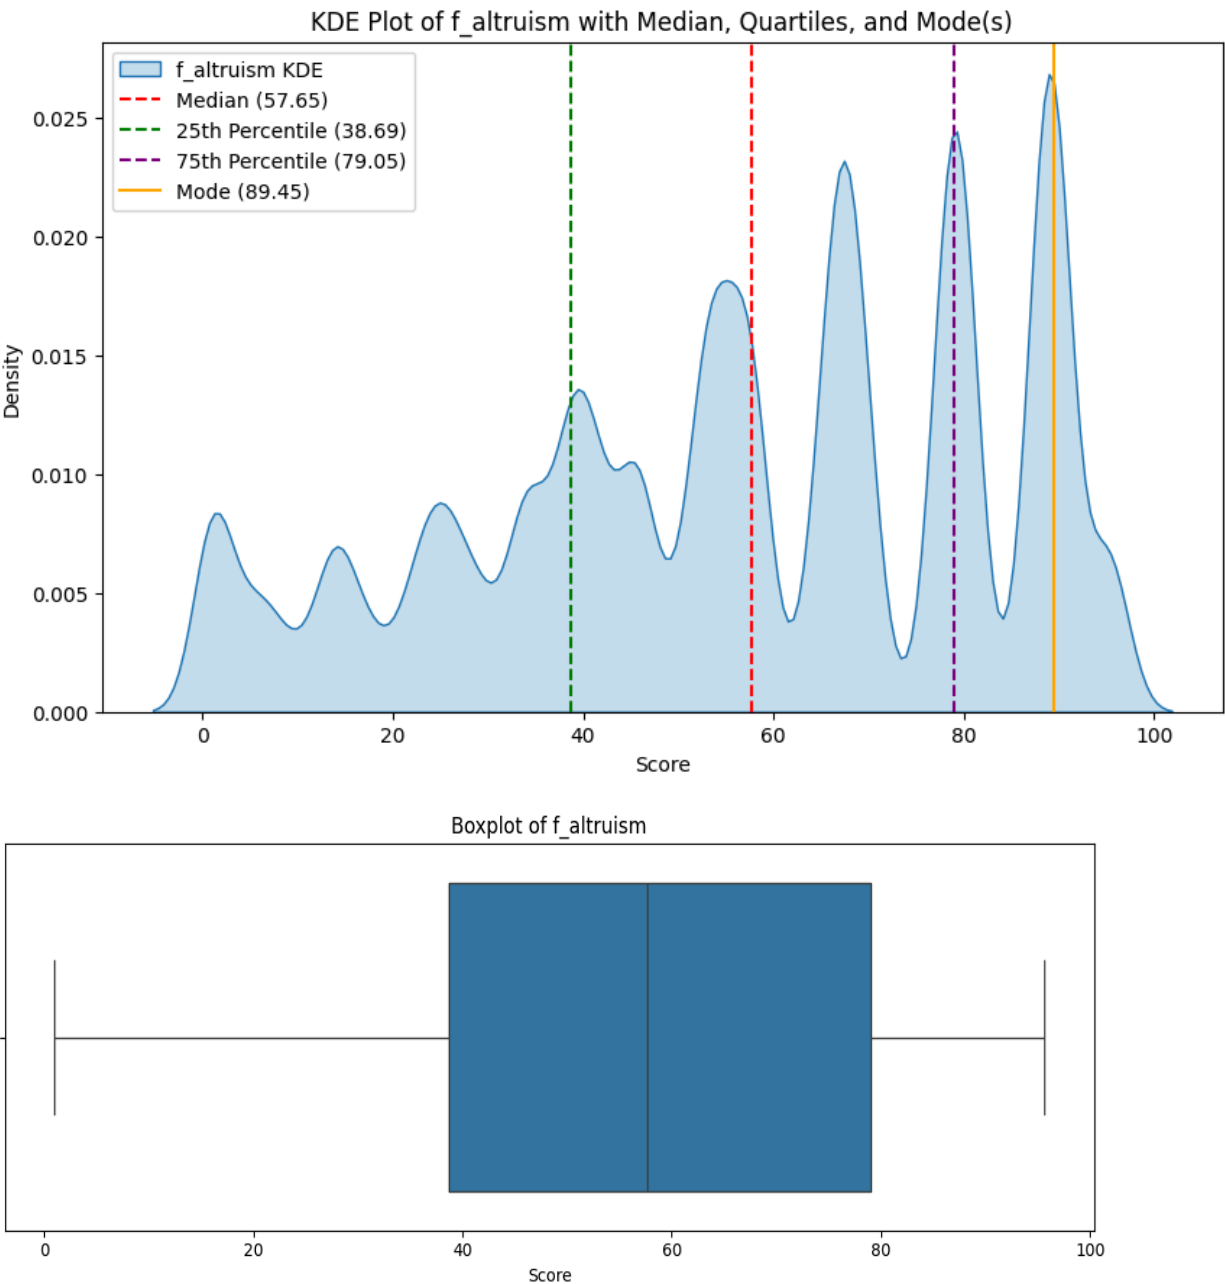 KDE Plot of f_altruism with Median, Quartiles, and Mode(s)
f_altruism KDE
Median (57.65)
25th Percentile (38.69)
75th Percentile (79.05)
Mode (89.45)
0.025
0.020
0.015
0.010
0.005
0.000
Density
0 20 40 60 80 100
Score
Boxplot of f_altruism
0 20 40 60 80 100
Score